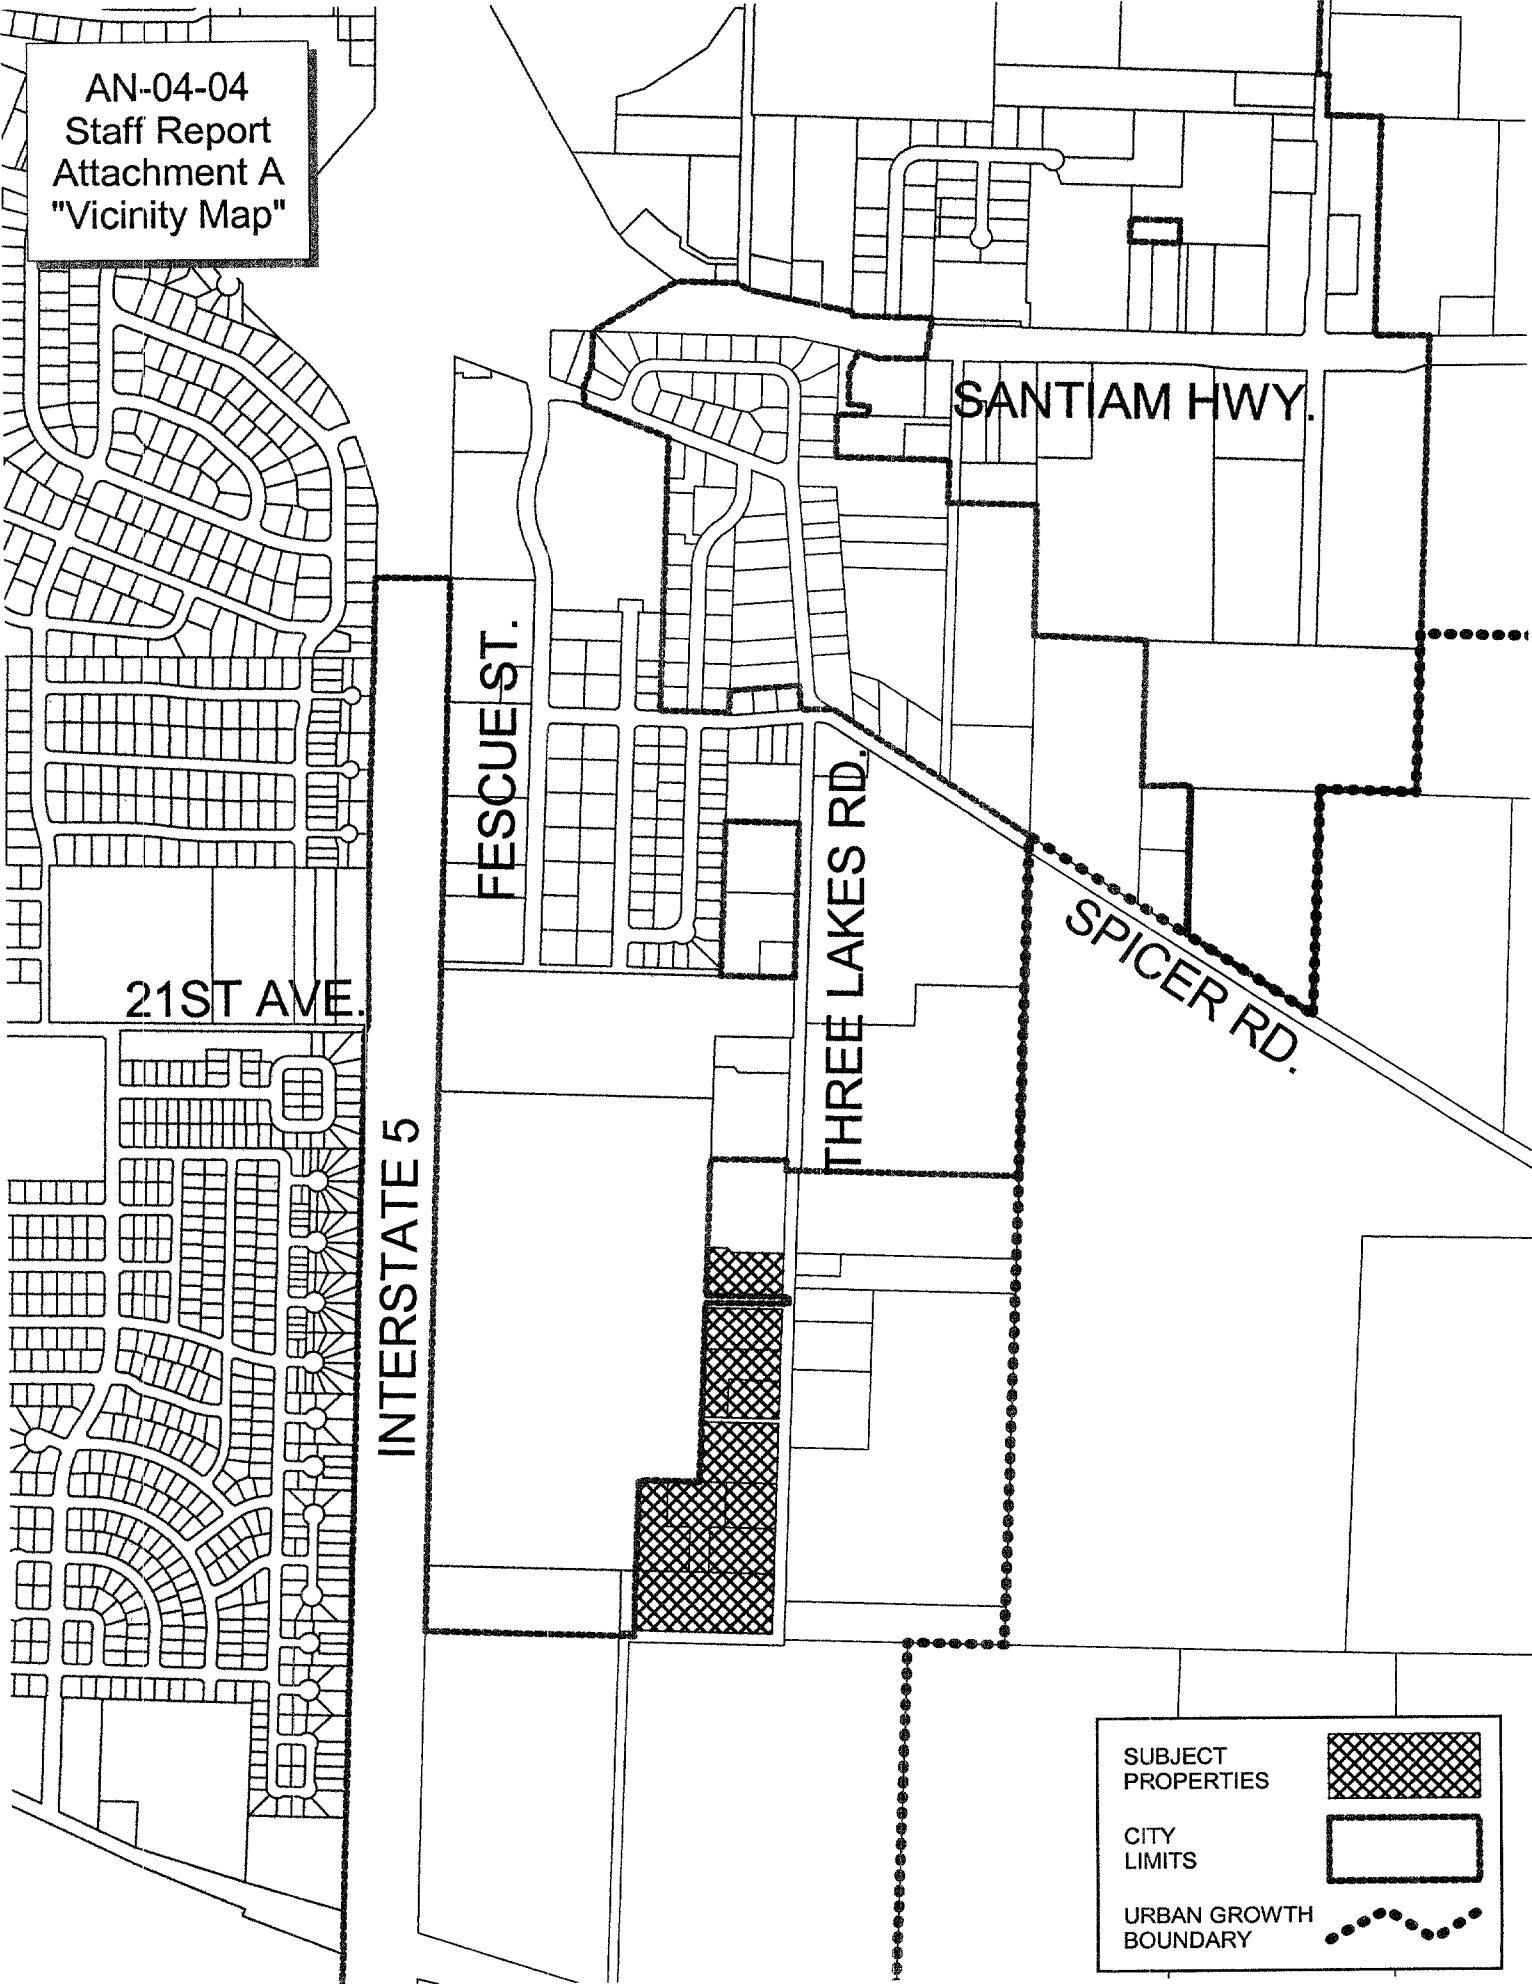 AN-04-04
Staff Report
Attachment A
"Vicinity Map"
SANTIAM HWY.
FESCUE ST.
THREE LAKES RD.
SPICER RD.
21ST AVE.
INTERSTATE 5
SUBJECT
PROPERTIES
CITY
LIMITS
URBAN GROWTH
BOUNDARY